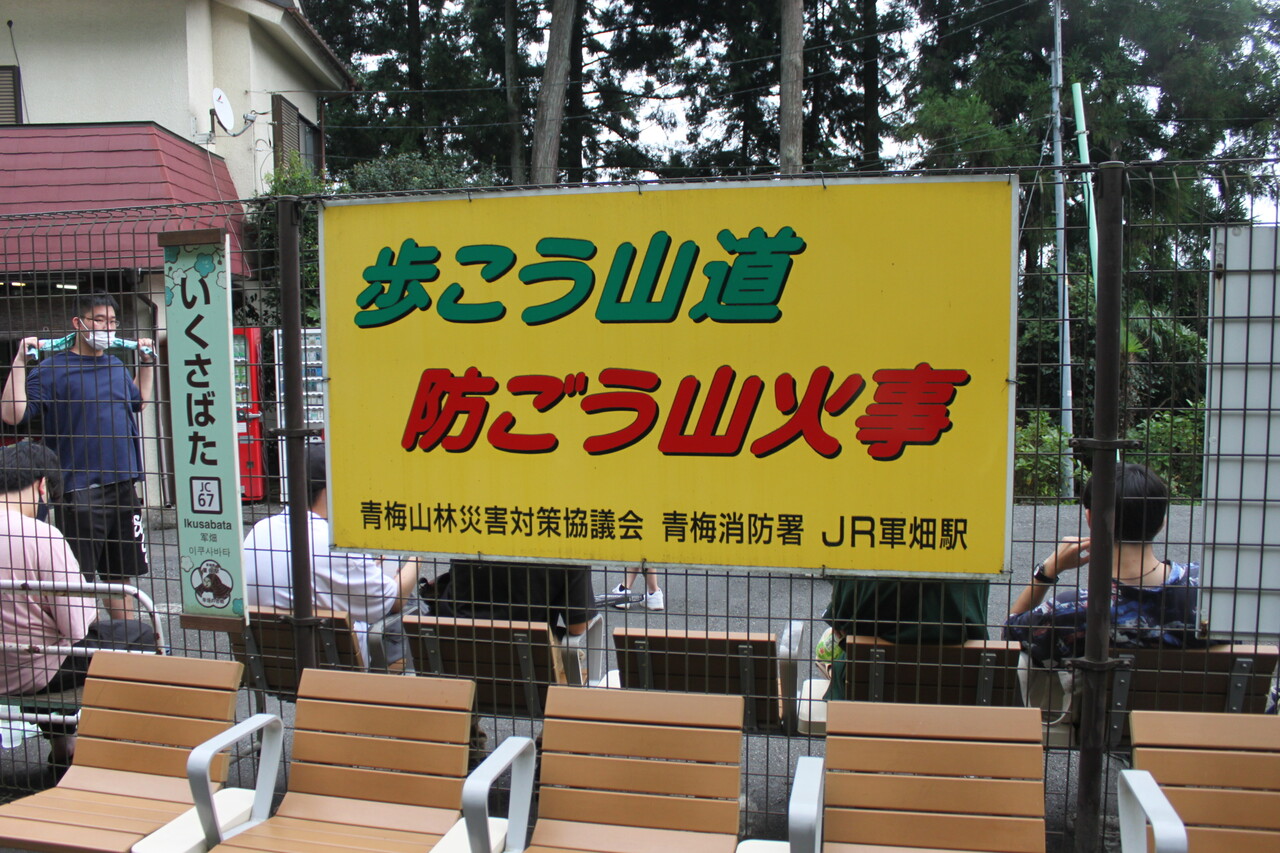 いくさばた
JC
67
Ikusabata
军畑
이쿠사바타
歩こう山道
防ごう山火事
青梅山林災害対策協議会 青梅消防署 JR軍畑駅